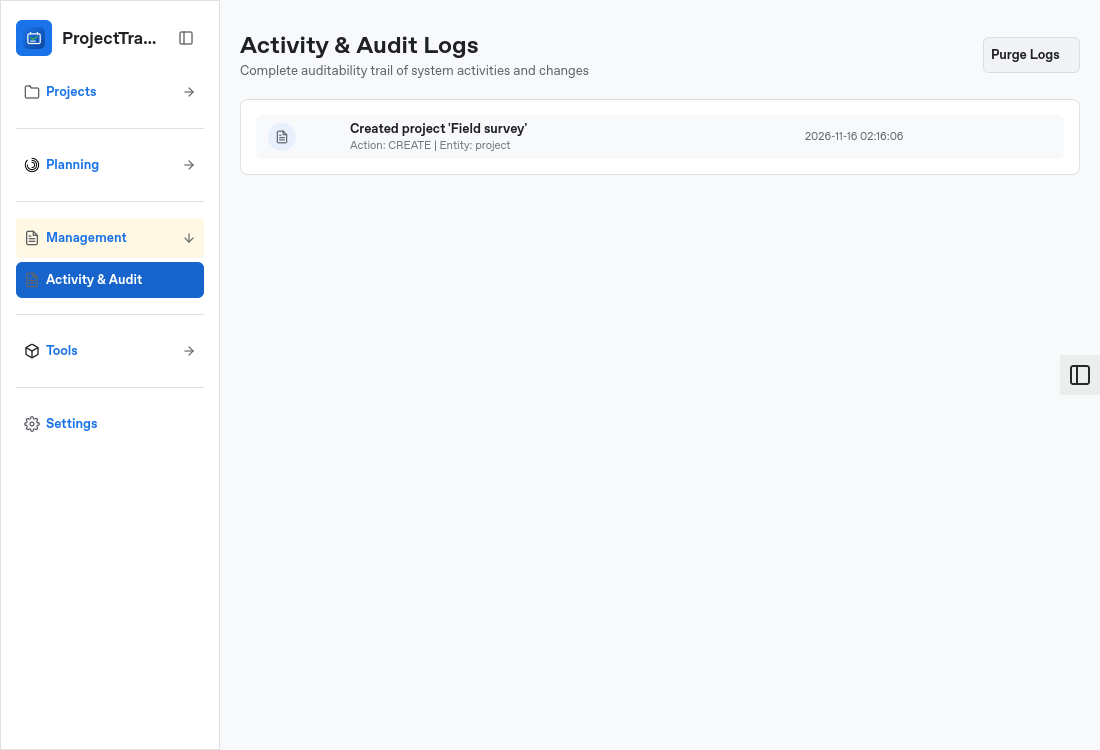 ProjectTra...
Projects
Planning
Management
Activity & Audit
Tools
Settings
Activity & Audit Logs
Complete auditability trail of system activities and changes
Purge Logs
Created project 'Field survey'
Action: CREATE | Entity: project
2026-11-16 02:16:06